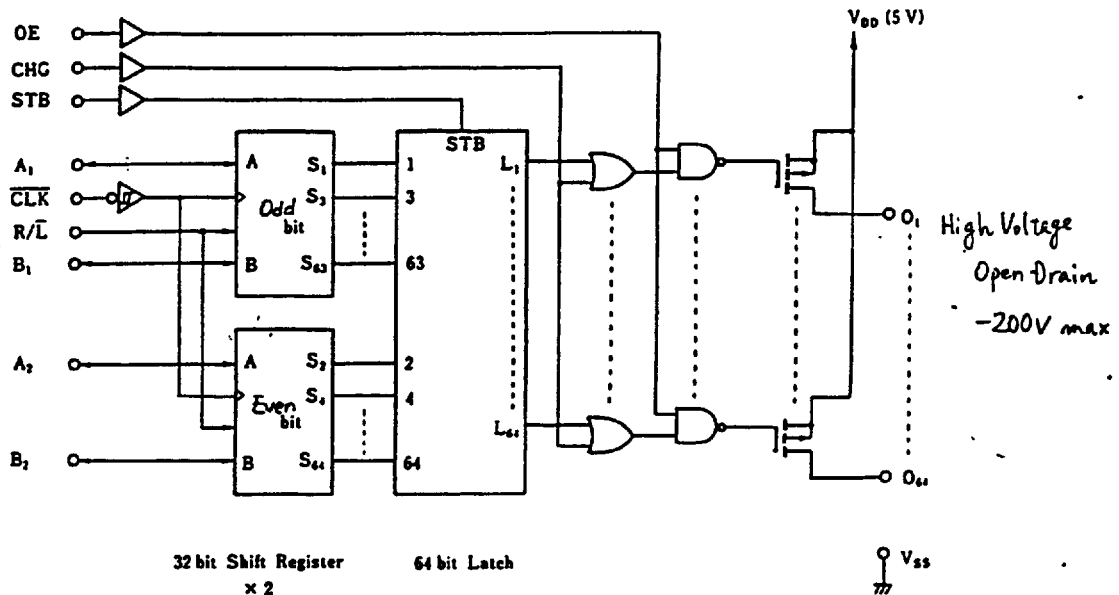 OE
CHG
STB
A₁
C̅L̅K̅
R/L̅
B₁
A₂
B₂
A S₁
S₃
Odd bit
B S₆₃
A S₂
S₄
Even bit
B S₆₄
STB
1
3
63
2
4
64
L₁
L₆₄
V_DD (5 V)
O₁
High Voltage
Open Drain
-200V max
O₆₄
V_SS
32 bit Shift Register
× 2
64 bit Latch